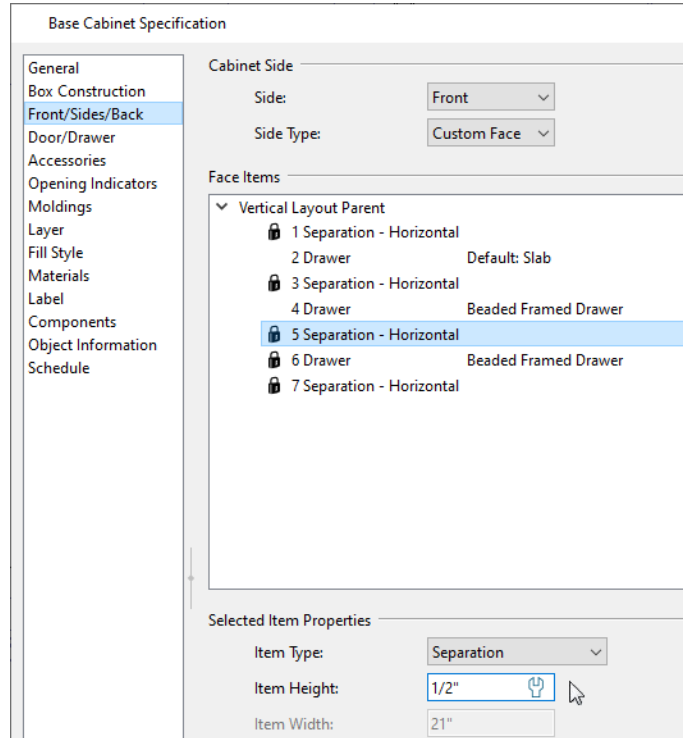 Base Cabinet Specification
General
Box Construction
Front/Sides/Back
Door/Drawer
Accessories
Opening Indicators
Moldings
Layer
Fill Style
Materials
Label
Components
Object Information
Schedule
Cabinet Side
Side: Front
Side Type: Custom Face
Face Items
Vertical Layout Parent
1 Separation - Horizontal
2 Drawer Default: Slab
3 Separation - Horizontal
4 Drawer Beaded Framed Drawer
5 Separation - Horizontal
6 Drawer Beaded Framed Drawer
7 Separation - Horizontal
Selected Item Properties
Item Type: Separation
Item Height: 1/2"
Item Width: 21"